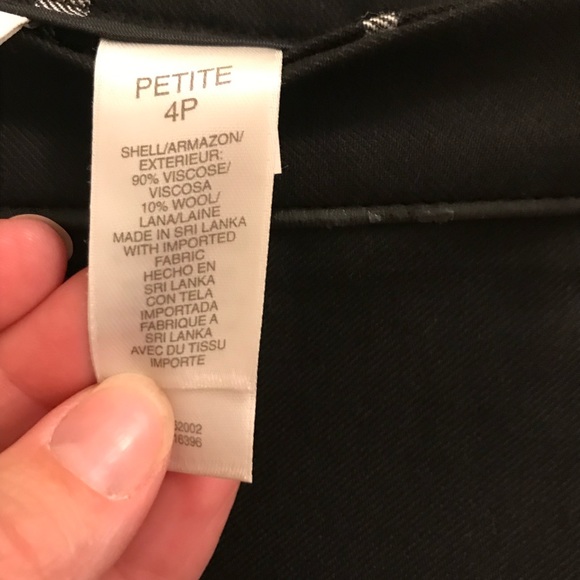 PETITE
4P
SHELL/ARMAZON/
EXTERIEUR:
90% VISCOSE/
VISCOSA
10% WOOL/
LANA/LAINE
MADE IN SRI LANKA
WITH IMPORTED
FABRIC
HECHO EN
SRI LANKA
CON TELA
IMPORTADA
FABRIQUE A
SRI LANKA
AVEC DU TISSU
IMPORTE